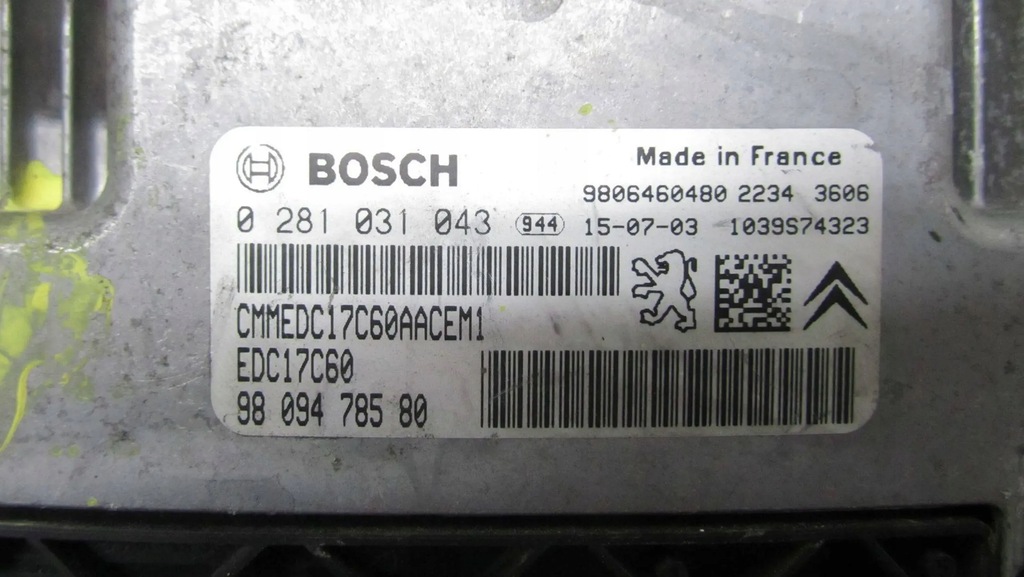 BOSCH
Made in France
9806460480 2234 3606
0 281 031 043 944 15-07-03 1039S74323
CMMEDC17C60AACEM1
EDC17C60
98 094 785 80